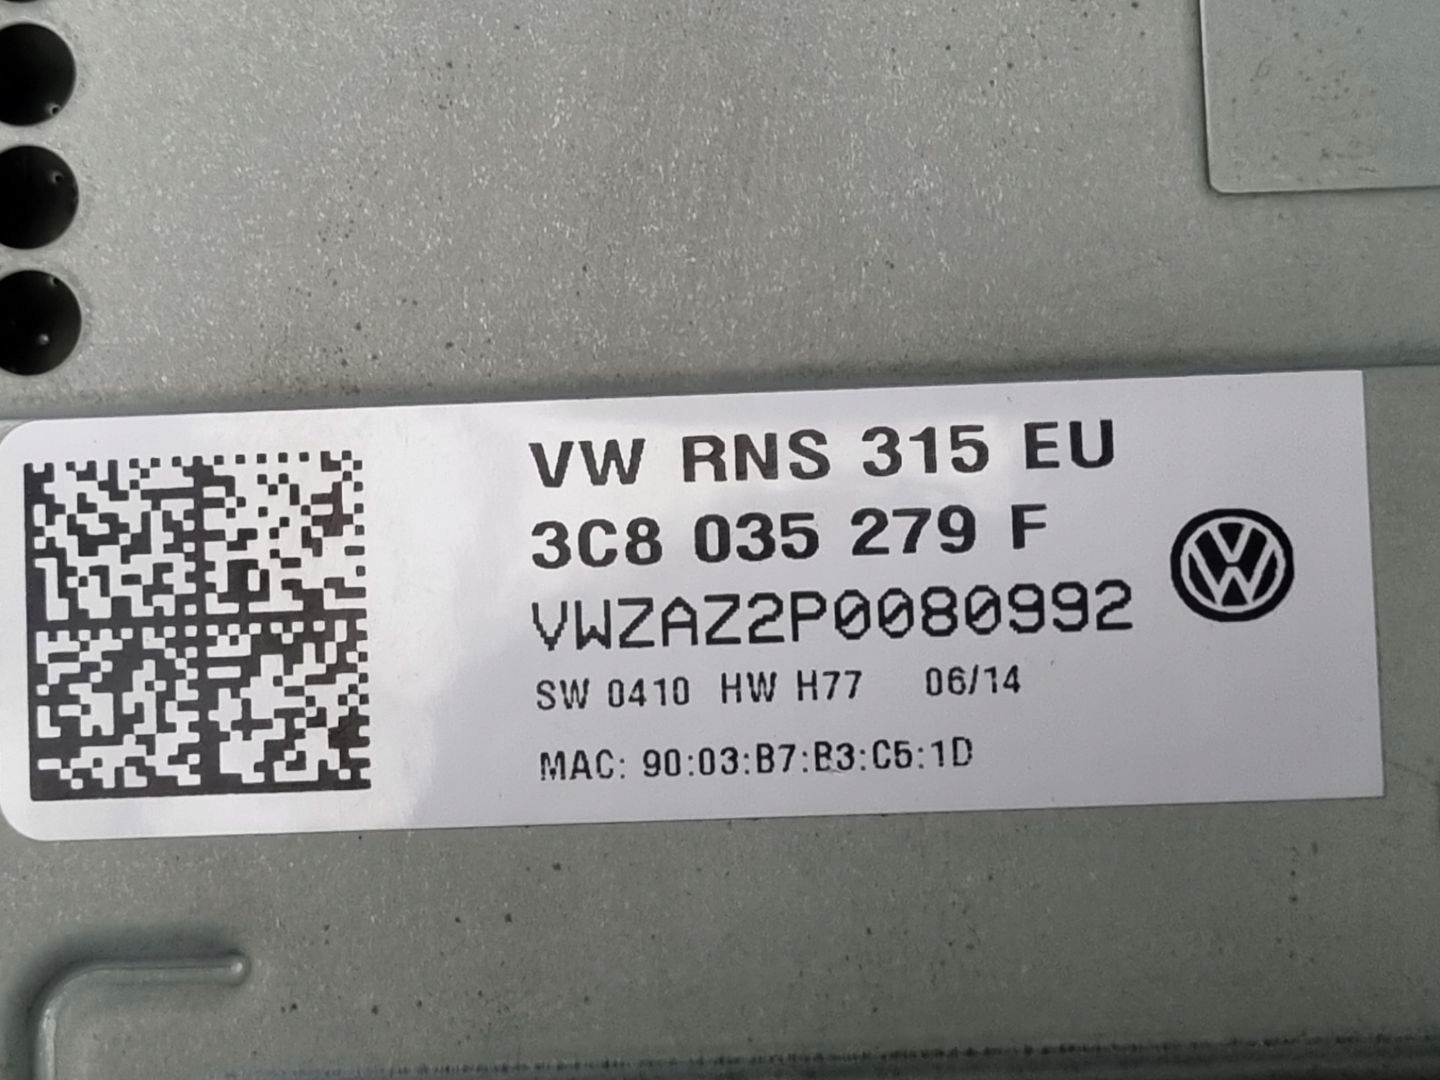 VW RNS 315 EU
3C8 035 279 F
VWZAZ2P0080992
SW 0410 HW H77 06/14
MAC: 90:03:B7:B3:C5:1D